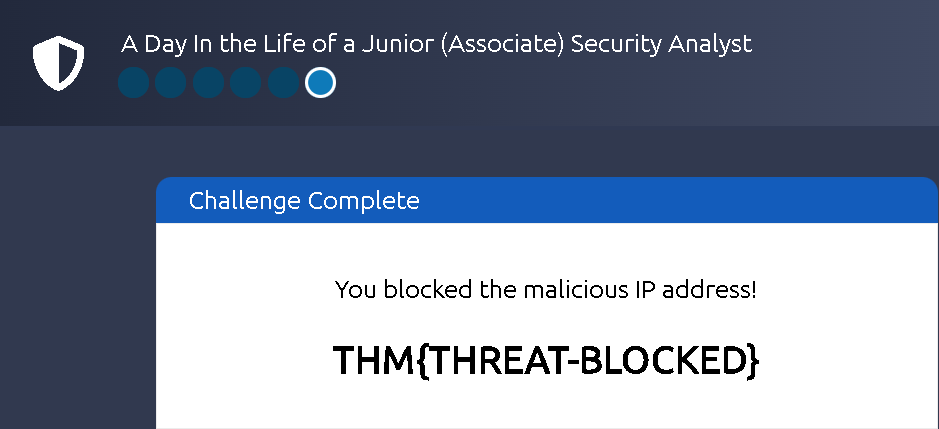 A Day In the Life of a Junior (Associate) Security Analyst
Challenge Complete
You blocked the malicious IP address!
THM{THREAT-BLOCKED}